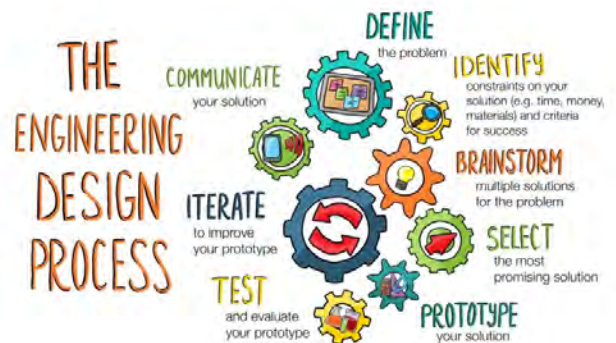 THE
ENGINEERING
DESIGN
PROCESS
DEFINE
the problem
IDENTIFY
constraints on your
solution (e.g. time, money,
materials) and criteria
for success
BRAINSTORM
multiple solutions
for the problem
SELECT
the most
promising solution
PROTOTYPE
your solution
TEST
and evaluate
your prototype
ITERATE
to improve
your prototype
COMMUNICATE
your solution